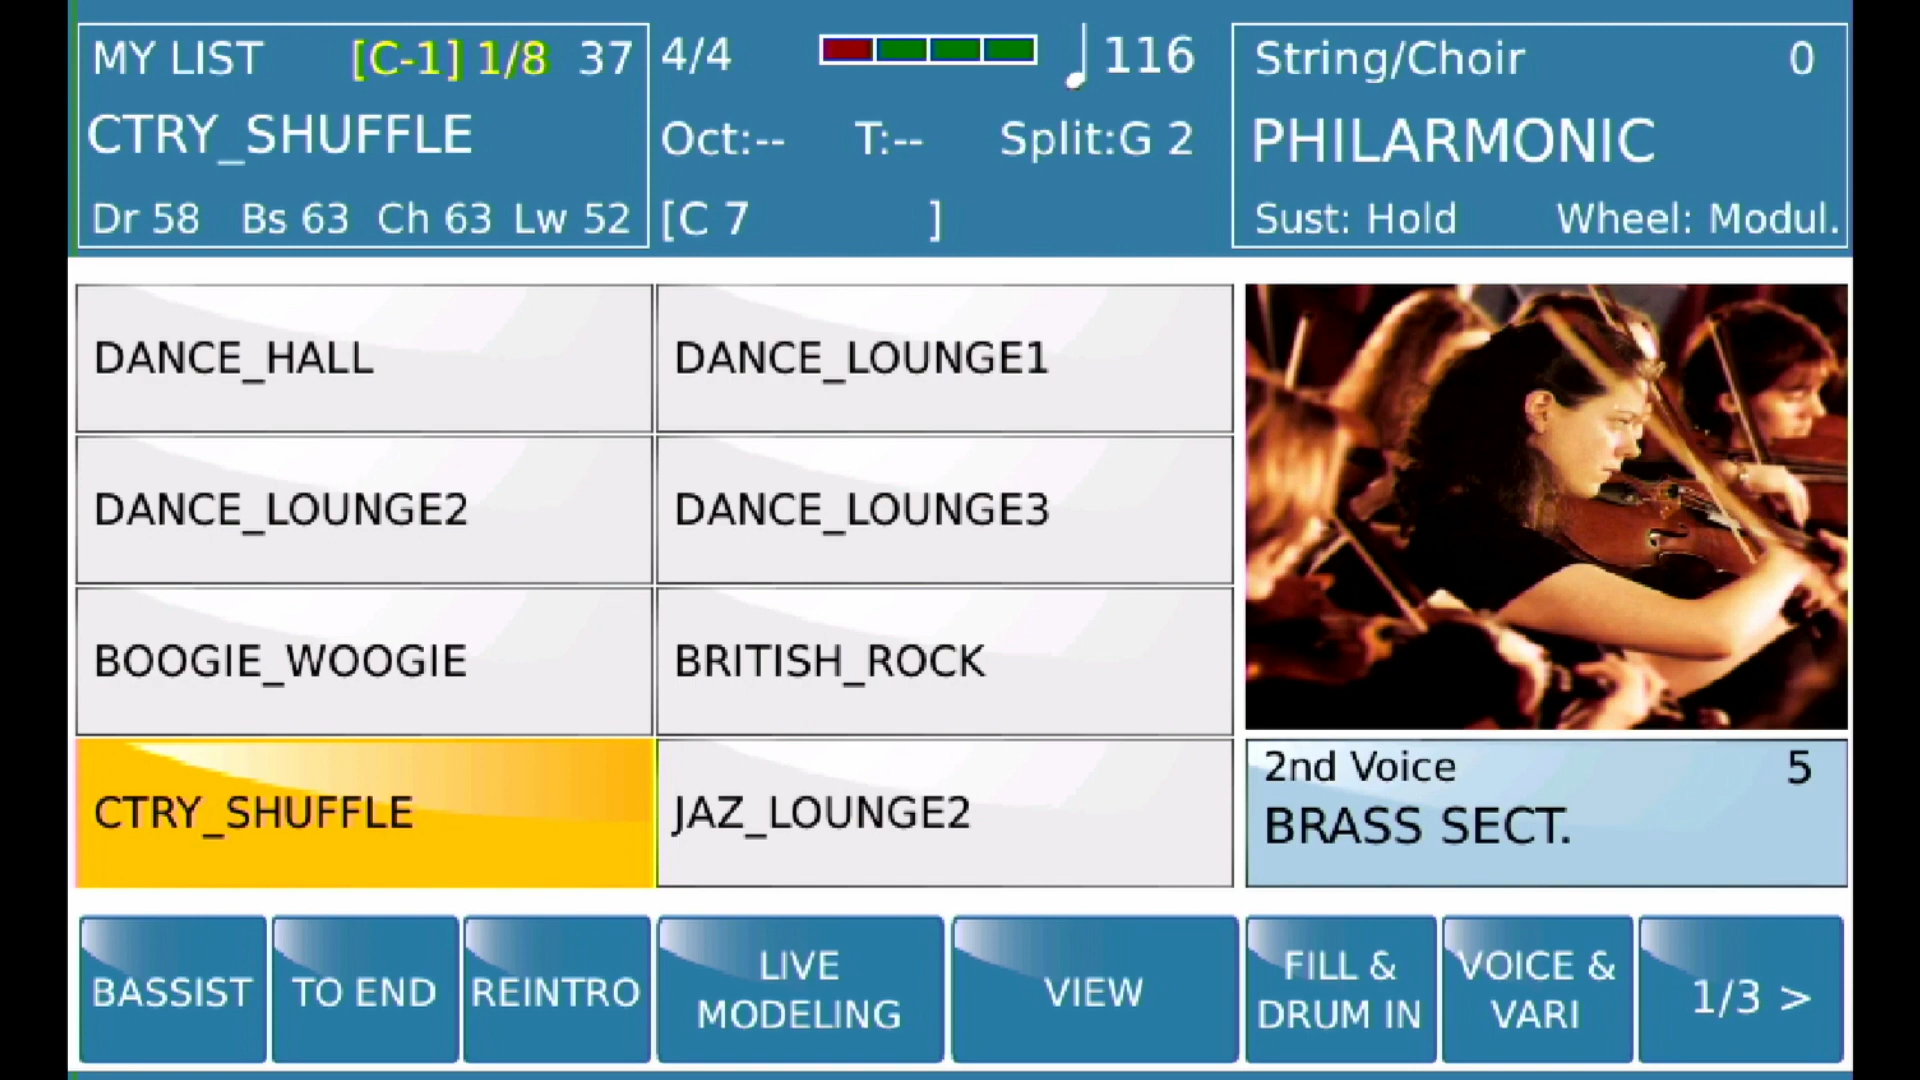 MY LIST [C-1] 1/8 37
CTRY_SHUFFLE
Dr 58 Bs 63 Ch 63 Lw 52
4/4 116
Oct:-- T:-- Split:G 2
[C 7 ]
String/Choir 0
PHILARMONIC
Sust: Hold Wheel: Modul.
DANCE_HALL
DANCE_LOUNGE1
DANCE_LOUNGE2
DANCE_LOUNGE3
BOOGIE_WOOGIE
BRITISH_ROCK
CTRY_SHUFFLE
JAZ_LOUNGE2
2nd Voice 5
BRASS SECT.
BASSIST
TO END
REINTRO
LIVE
MODELING
VIEW
FILL &
DRUM IN
VOICE &
VARI
1/3 >